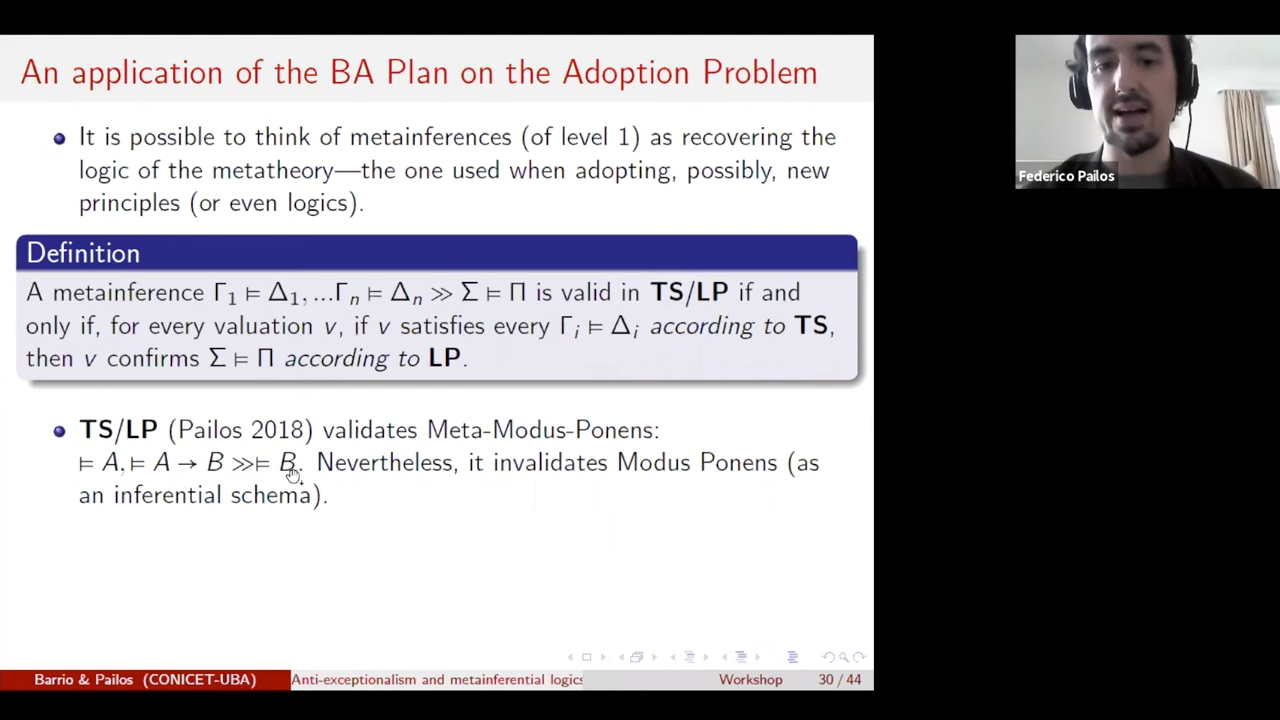 An application of the BA Plan on the Adoption Problem
It is possible to think of metainferences (of level 1) as recovering the
logic of the metatheory—the one used when adopting, possibly, new
principles (or even logics).
Definition
A metainference Γ₁ ⊨ Δ₁, ...Γₙ ⊨ Δₙ ≫ Σ ⊨ Π is valid in TS/LP if and
only if, for every valuation v, if v satisfies every Γᵢ ⊨ Δᵢ according to TS,
then v confirms Σ ⊨ Π according to LP.
TS/LP (Pailos 2018) validates Meta-Modus-Ponens:
⊨ A, ⊨ A → B ≫⊨ B. Nevertheless, it invalidates Modus Ponens (as
an inferential schema).
Federico Pailos
Barrio & Pailos (CONICET-UBA) Anti-exceptionalism and metainferential logics Workshop 30 / 44